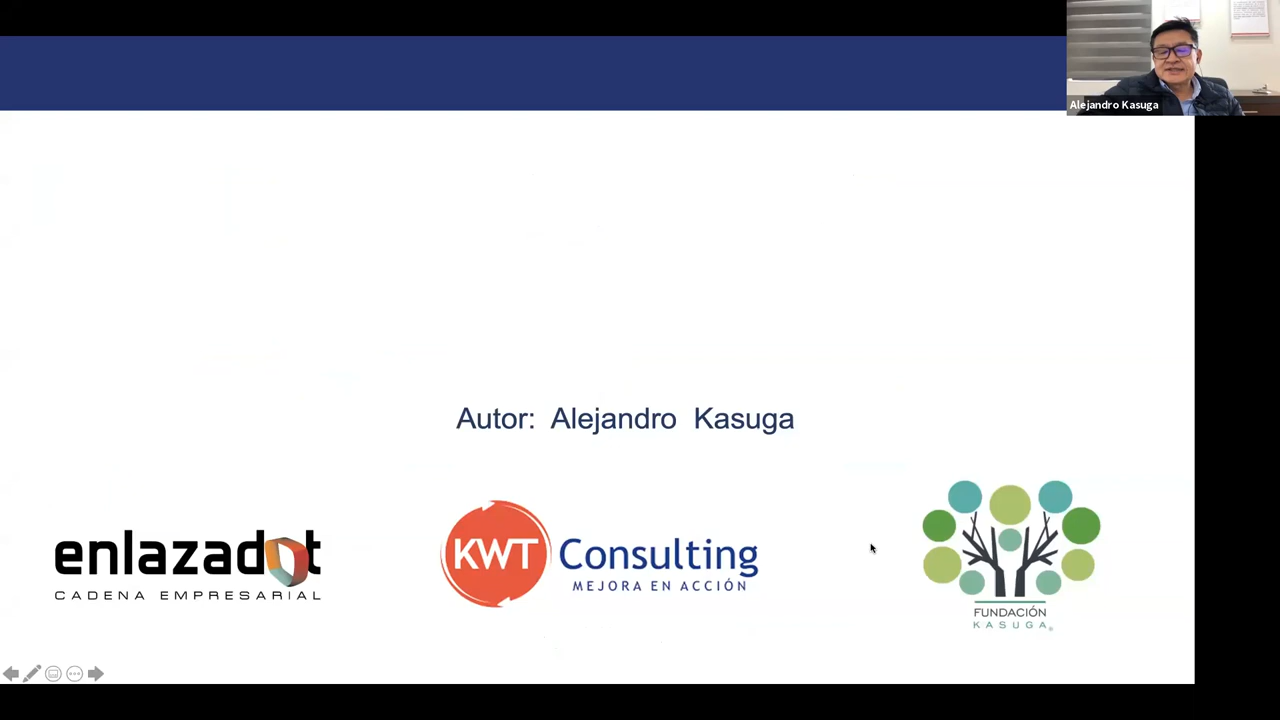 Alejandro Kasuga
Autor: Alejandro Kasuga
enlazadot
CADENA EMPRESARIAL
KWT Consulting
MEJORA EN ACCIÓN
FUNDACIÓN
KASUGA®